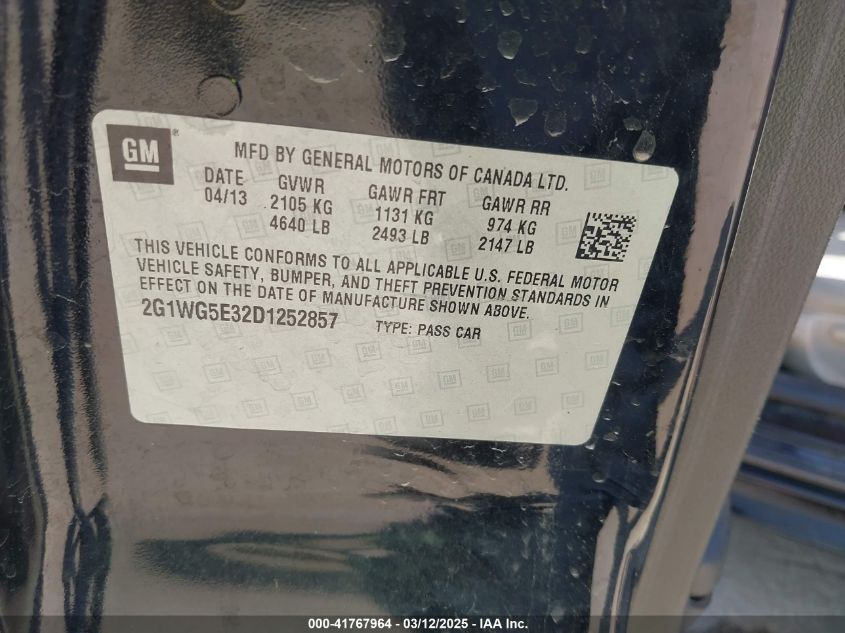 GM ®
MFD BY GENERAL MOTORS OF CANADA LTD.
DATE GVWR GAWR FRT GAWR RR
04/13 2105 KG 1131 KG 974 KG
4640 LB 2493 LB 2147 LB
THIS VEHICLE CONFORMS TO ALL APPLICABLE U.S. FEDERAL MOTOR
VEHICLE SAFETY, BUMPER, AND THEFT PREVENTION STANDARDS IN
EFFECT ON THE DATE OF MANUFACTURE SHOWN ABOVE.
2G1WG5E32D1252857 TYPE: PASS CAR
000-41767964 - 03/12/2025 - IAA Inc.